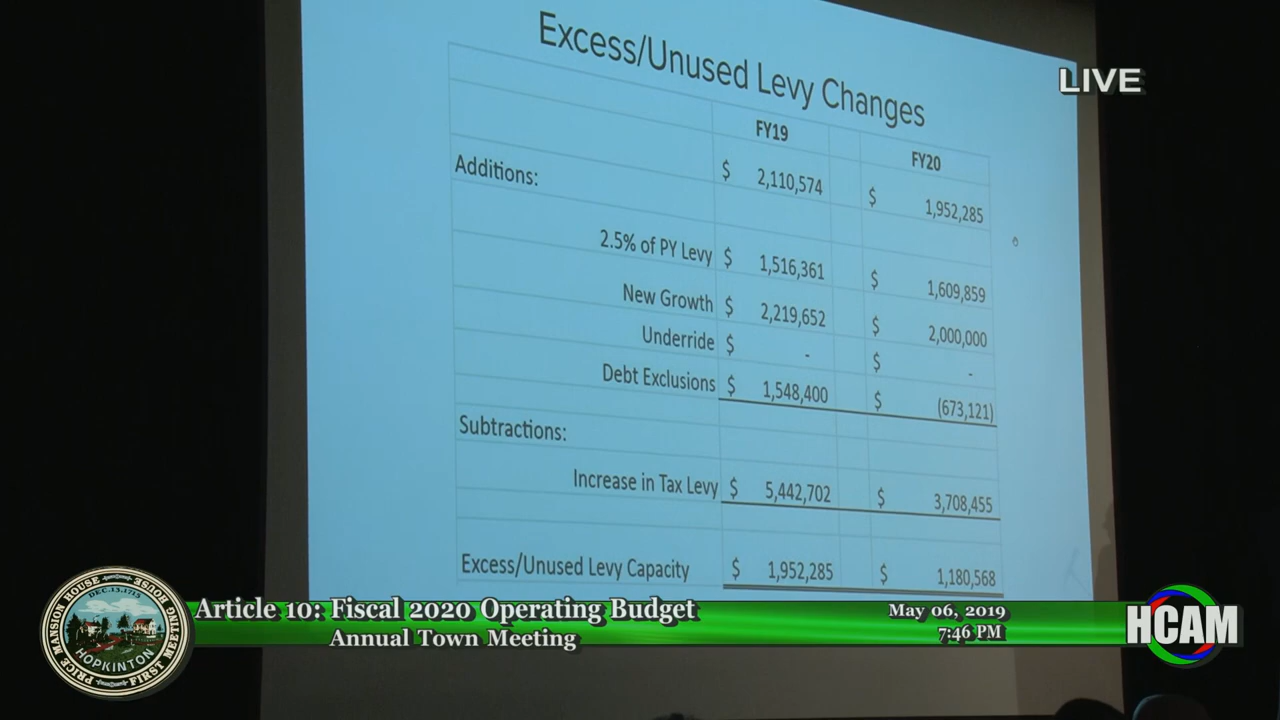 Excess/Unused Levy Changes
LIVE
FY19 FY20
Additions: $ 2,110,574 $ 1,952,285
2.5% of PY Levy $ 1,516,361 $ 1,609,859
New Growth $ 2,219,652 $ 2,000,000
Underride $ - $ -
Debt Exclusions $ 1,548,400 $ (673,121)
Subtractions:
Increase in Tax Levy $ 5,442,702 $ 3,708,455
Excess/Unused Levy Capacity $ 1,952,285 $ 1,180,568
PRICE MANSION HOUSE FIRST MEETING HOUSE
DEC.13.1715
HOPKINTON
Article 10: Fiscal 2020 Operating Budget
Annual Town Meeting
May 06, 2019
7:46 PM
HCAM